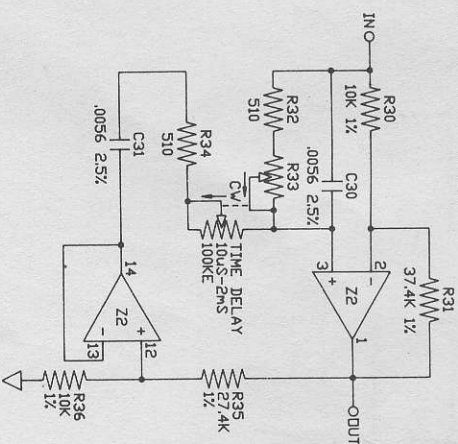 IN
R30
10K 1%
R31
37.4K 1%
C30
.0056 2.5%
R32
510
R33
CW
2
-
3
+
Z2
1
OUT
TIME DELAY
10uS-2mS
100KE
R34
510
C31
.0056 2.5%
14
Z2
+
12
-
13
R35
27.4K
1%
R36
10K
1%